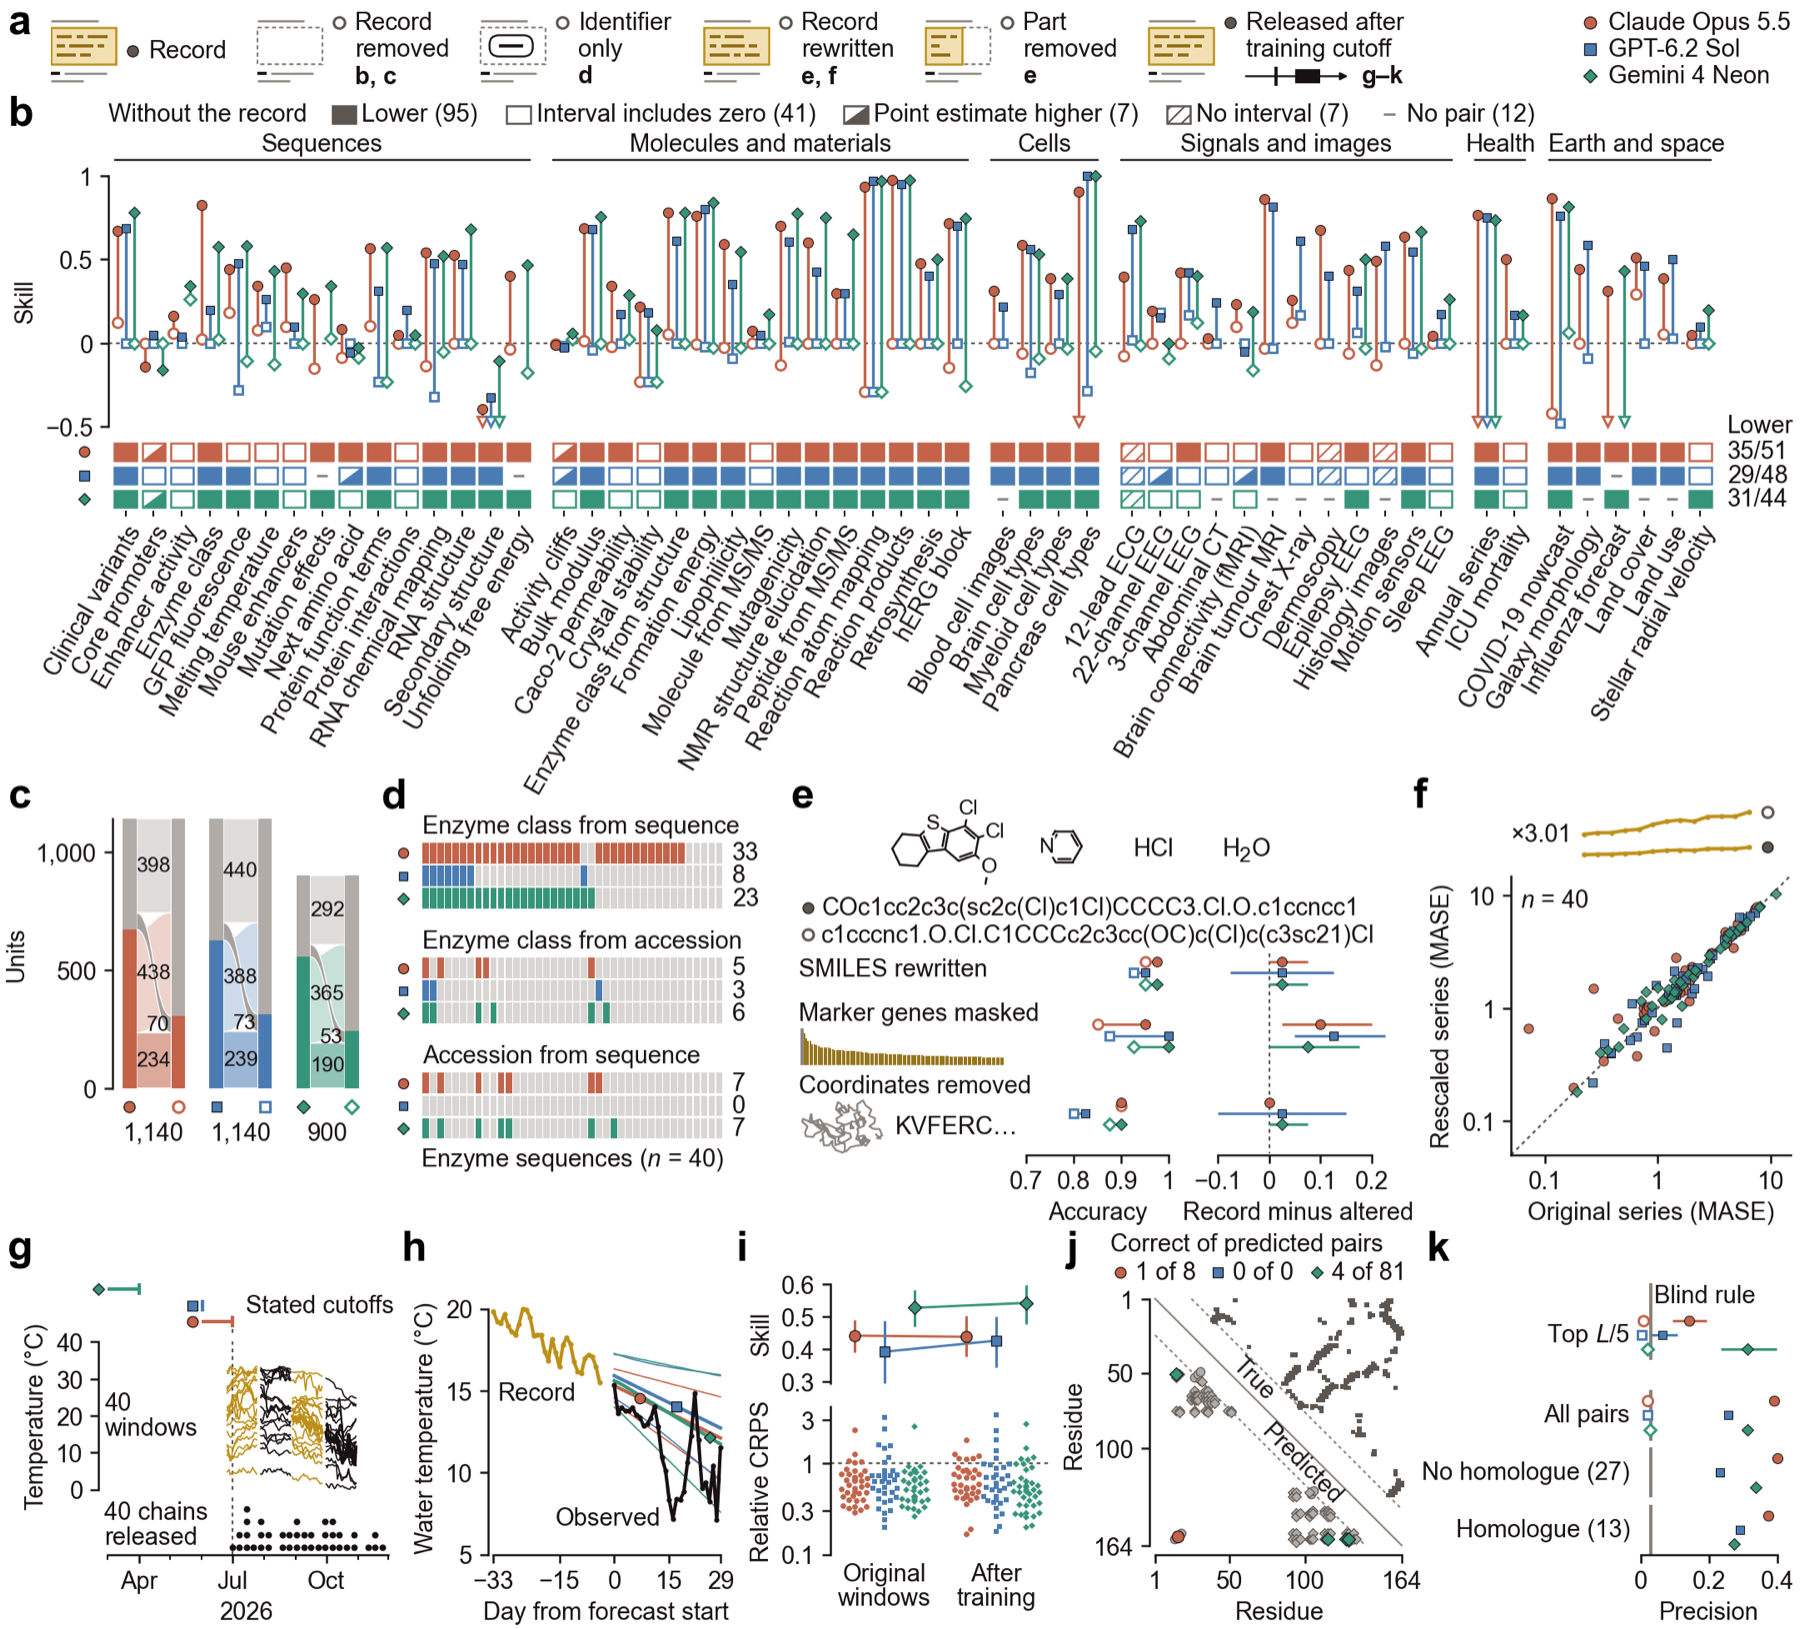 a
Record
Record
removed
b, c
Identifier
only
d
Record
rewritten
e, f
Part
removed
e
Released after
training cutoff
g–k
Claude Opus 5.5
GPT-6.2 Sol
Gemini 4 Neon
b
Without the record
Lower (95)
Interval includes zero (41)
Point estimate higher (7)
No interval (7)
– No pair (12)
Sequences
Molecules and materials
Cells
Signals and images
Health
Earth and space
Skill
1
0.5
0
−0.5
Lower
35/51
29/48
31/44
Clinical variants
Core promoters
Enhancer activity
Enzyme class
GFP fluorescence
Melting temperature
Mouse enhancers
Mutation effects
Next amino acid
Protein function terms
Protein interactions
RNA chemical mapping
RNA structure
Secondary structure
Unfolding free energy
Activity cliffs
Bulk modulus
Caco-2 permeability
Crystal stability
Enzyme class from structure
Formation energy
Lipophilicity
Molecule from MS/MS
Mutagenicity
NMR structure elucidation
Peptide from MS/MS
Reaction atom mapping
Reaction products
Retrosynthesis
hERG block
Blood cell images
Brain cell types
Myeloid cell types
Pancreas cell types
12-lead ECG
22-channel EEG
3-channel EEG
Abdominal CT
Brain connectivity (fMRI)
Brain tumour MRI
Chest X-ray
Dermoscopy
Epilepsy EEG
Histology images
Motion sensors
Sleep EEG
Annual series
ICU mortality
COVID-19 nowcast
Galaxy morphology
Influenza forecast
Land cover
Land use
Stellar radial velocity
c
Units
1,000
500
0
398
438
70
234
440
388
73
239
292
365
53
190
1,140
1,140
900
d
Enzyme class from sequence
33
8
23
Enzyme class from accession
5
3
6
Accession from sequence
7
0
7
Enzyme sequences (n = 40)
e
S
Cl
Cl
O
N
HCl
H2O
COc1cc2c3c(sc2c(Cl)c1Cl)CCCC3.Cl.O.c1ccncc1
c1cccnc1.O.Cl.C1CCCc2c3cc(OC)c(Cl)c(c3sc21)Cl
SMILES rewritten
Marker genes masked
Coordinates removed
KVFERC…
0.7 0.8 0.9 1
Accuracy
−0.1 0 0.1 0.2
Record minus altered
f
×3.01
n = 40
Rescaled series (MASE)
10
1
0.1
0.1 1 10
Original series (MASE)
g
Stated cutoffs
Temperature (°C)
40
30
20
10
0
40
windows
40 chains
released
Apr Jul Oct
2026
h
Water temperature (°C)
20
15
10
5
Record
Observed
−33 −15 0 15 29
Day from forecast start
i
Skill
0.6
0.5
0.4
0.3
Relative CRPS
3
1
0.3
0.1
Original
windows
After
training
j
Correct of predicted pairs
1 of 8
0 of 0
4 of 81
Residue
1
50
100
164
True
Predicted
1 50 100 164
Residue
k
Blind rule
Top L/5
All pairs
No homologue (27)
Homologue (13)
0 0.2 0.4
Precision